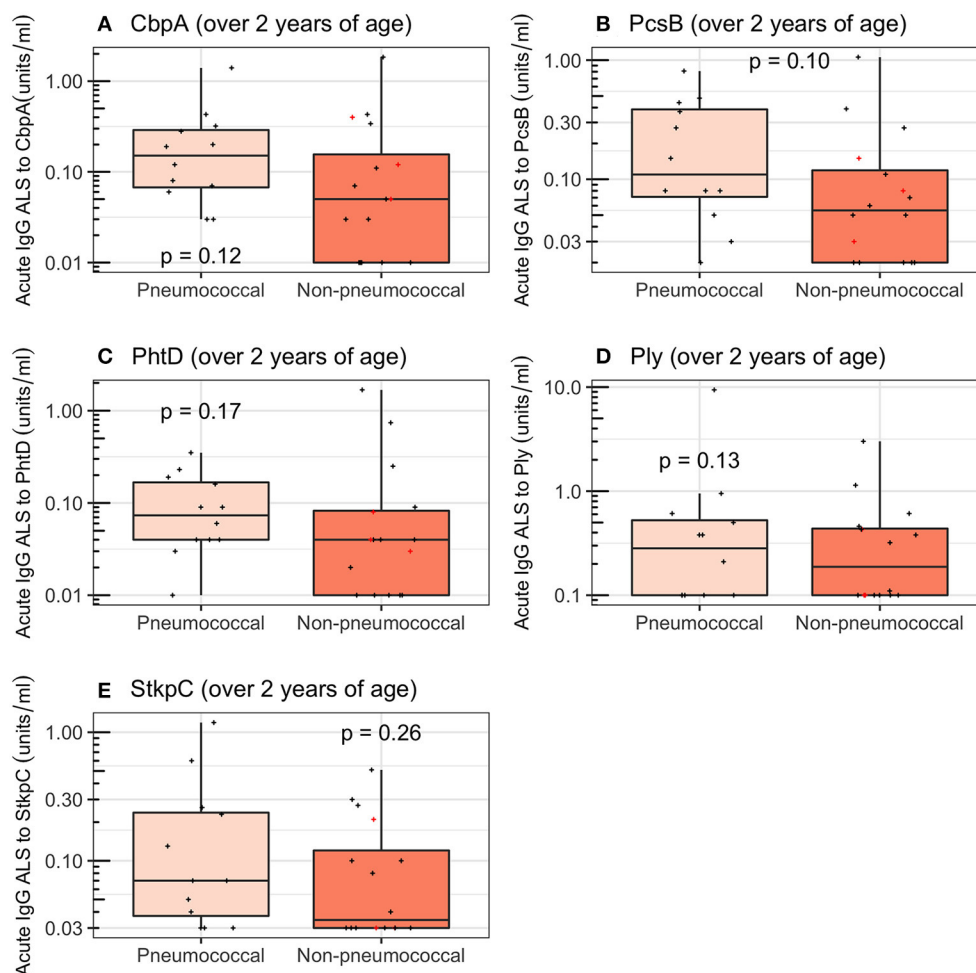 A CbpA (over 2 years of age)
Acute IgG ALS to CbpA(units/ml)
1.00
0.10
0.01
p = 0.12
Pneumococcal Non-pneumococcal
B PcsB (over 2 years of age)
Acute IgG ALS to PcsB (units/ml)
1.00
0.30
0.10
0.03
p = 0.10
Pneumococcal Non-pneumococcal
C PhtD (over 2 years of age)
Acute IgG ALS to PhtD (units/ml)
1.00
0.10
0.01
p = 0.17
Pneumococcal Non-pneumococcal
D Ply (over 2 years of age)
Acute IgG ALS to Ply (units/ml)
10.0
1.0
0.1
p = 0.13
Pneumococcal Non-pneumococcal
E StkpC (over 2 years of age)
Acute IgG ALS to StkpC (units/ml)
1.00
0.30
0.10
0.03
p = 0.26
Pneumococcal Non-pneumococcal